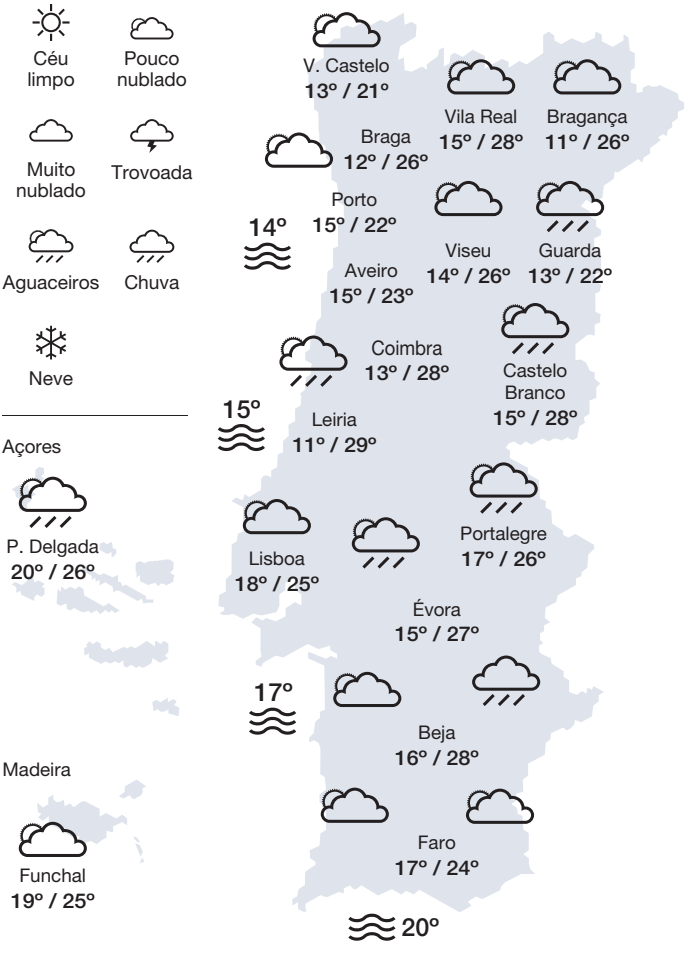 Céu
limpo
Pouco
nublado
Muito
nublado
Trovoada
Aguaceiros
Chuva
Neve
Açores
P. Delgada
20º / 26º
Madeira
Funchal
19º / 25º
V. Castelo
13º / 21º
Vila Real
15º / 28º
Bragança
11º / 26º
Braga
12º / 26º
Porto
15º / 22º
14º
Viseu
14º / 26º
Guarda
13º / 22º
Aveiro
15º / 23º
Coimbra
13º / 28º
Castelo
Branco
15º / 28º
15º
Leiria
11º / 29º
Portalegre
17º / 26º
Lisboa
18º / 25º
Évora
15º / 27º
17º
Beja
16º / 28º
Faro
17º / 24º
20º